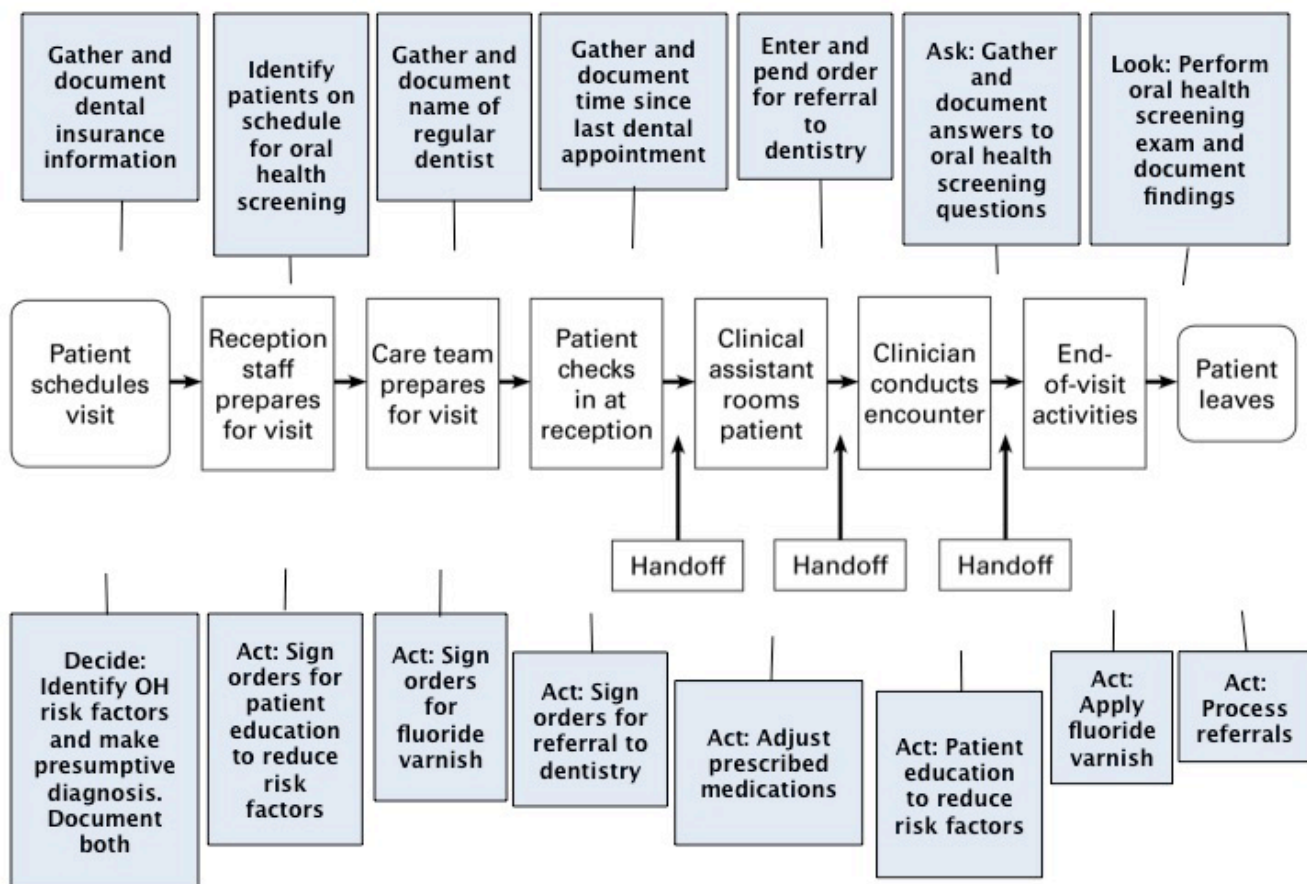 Gather and
document
dental
insurance
information
Identify
patients on
schedule
for oral
health
screening
Gather and
document
name of
regular
dentist
Gather and
document
time since
last dental
appointment
Enter and
pend order
for referral
to
dentistry
Ask: Gather
and
document
answers to
oral health
screening
questions
Look: Perform
oral health
screening
exam and
document
findings
Patient
schedules
visit
Reception
staff
prepares
for visit
Care team
prepares
for visit
Patient
checks
in at
reception
Clinical
assistant
rooms
patient
Clinician
conducts
encounter
End-
of-visit
activities
Patient
leaves
Handoff
Handoff
Handoff
Decide:
Identify OH
risk factors
and make
presumptive
diagnosis.
Document
both
Act: Sign
orders for
patient
education
to reduce
risk
factors
Act: Sign
orders
for
fluoride
varnish
Act: Sign
orders for
referral to
dentistry
Act: Adjust
prescribed
medications
Act: Patient
education
to reduce
risk factors
Act:
Apply
fluoride
varnish
Act:
Process
referrals